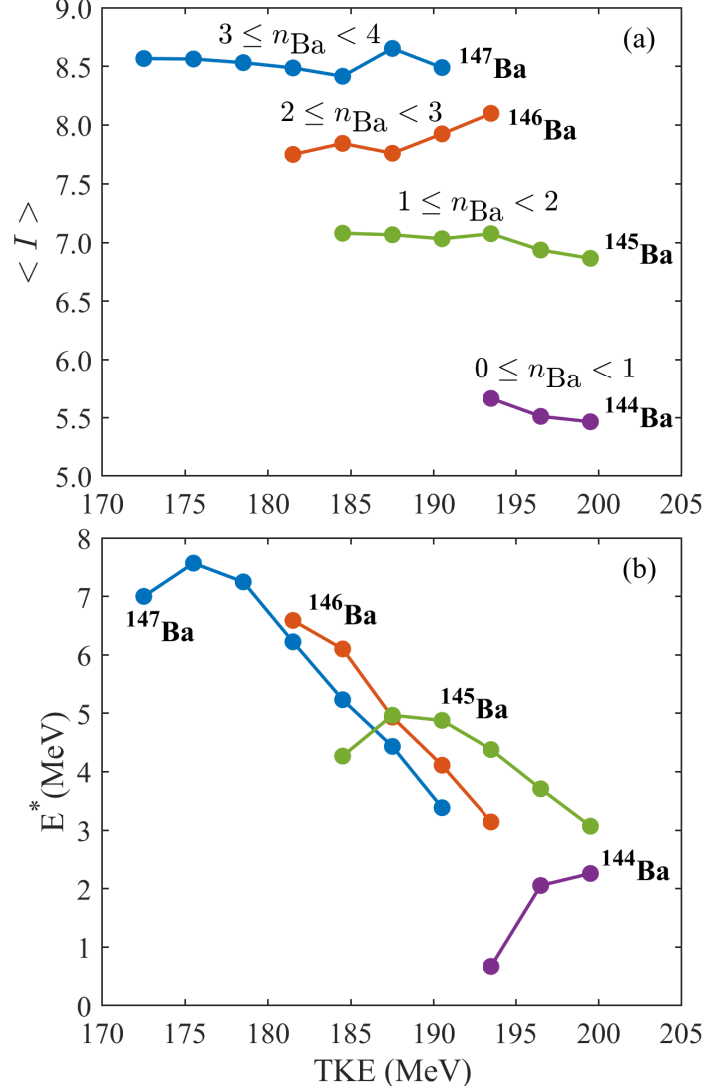 9.0
3 ≤ n_Ba < 4
(a)
8.5
¹⁴⁷Ba
2 ≤ n_Ba < 3
¹⁴⁶Ba
8.0
7.5
1 ≤ n_Ba < 2
7.0
¹⁴⁵Ba
< I >
6.5
6.0
0 ≤ n_Ba < 1
5.5
¹⁴⁴Ba
5.0
170 175 180 185 190 195 200 205
8
(b)
7
¹⁴⁷Ba
¹⁴⁶Ba
6
5
¹⁴⁵Ba
4
E* (MeV)
3
2
¹⁴⁴Ba
1
0
170 175 180 185 190 195 200 205
TKE (MeV)